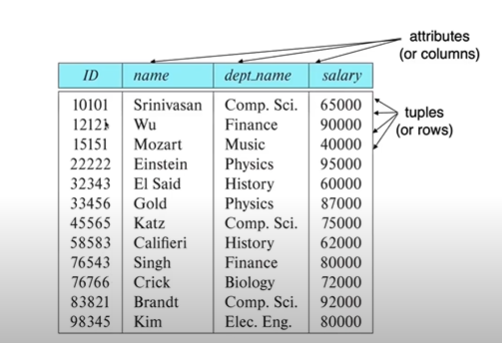 attributes
(or columns)
ID name dept_name salary
10101 Srinivasan Comp. Sci. 65000
12121 Wu Finance 90000
15151 Mozart Music 40000
22222 Einstein Physics 95000
32343 El Said History 60000
33456 Gold Physics 87000
45565 Katz Comp. Sci. 75000
58583 Califieri History 62000
76543 Singh Finance 80000
76766 Crick Biology 72000
83821 Brandt Comp. Sci. 92000
98345 Kim Elec. Eng. 80000
tuples
(or rows)